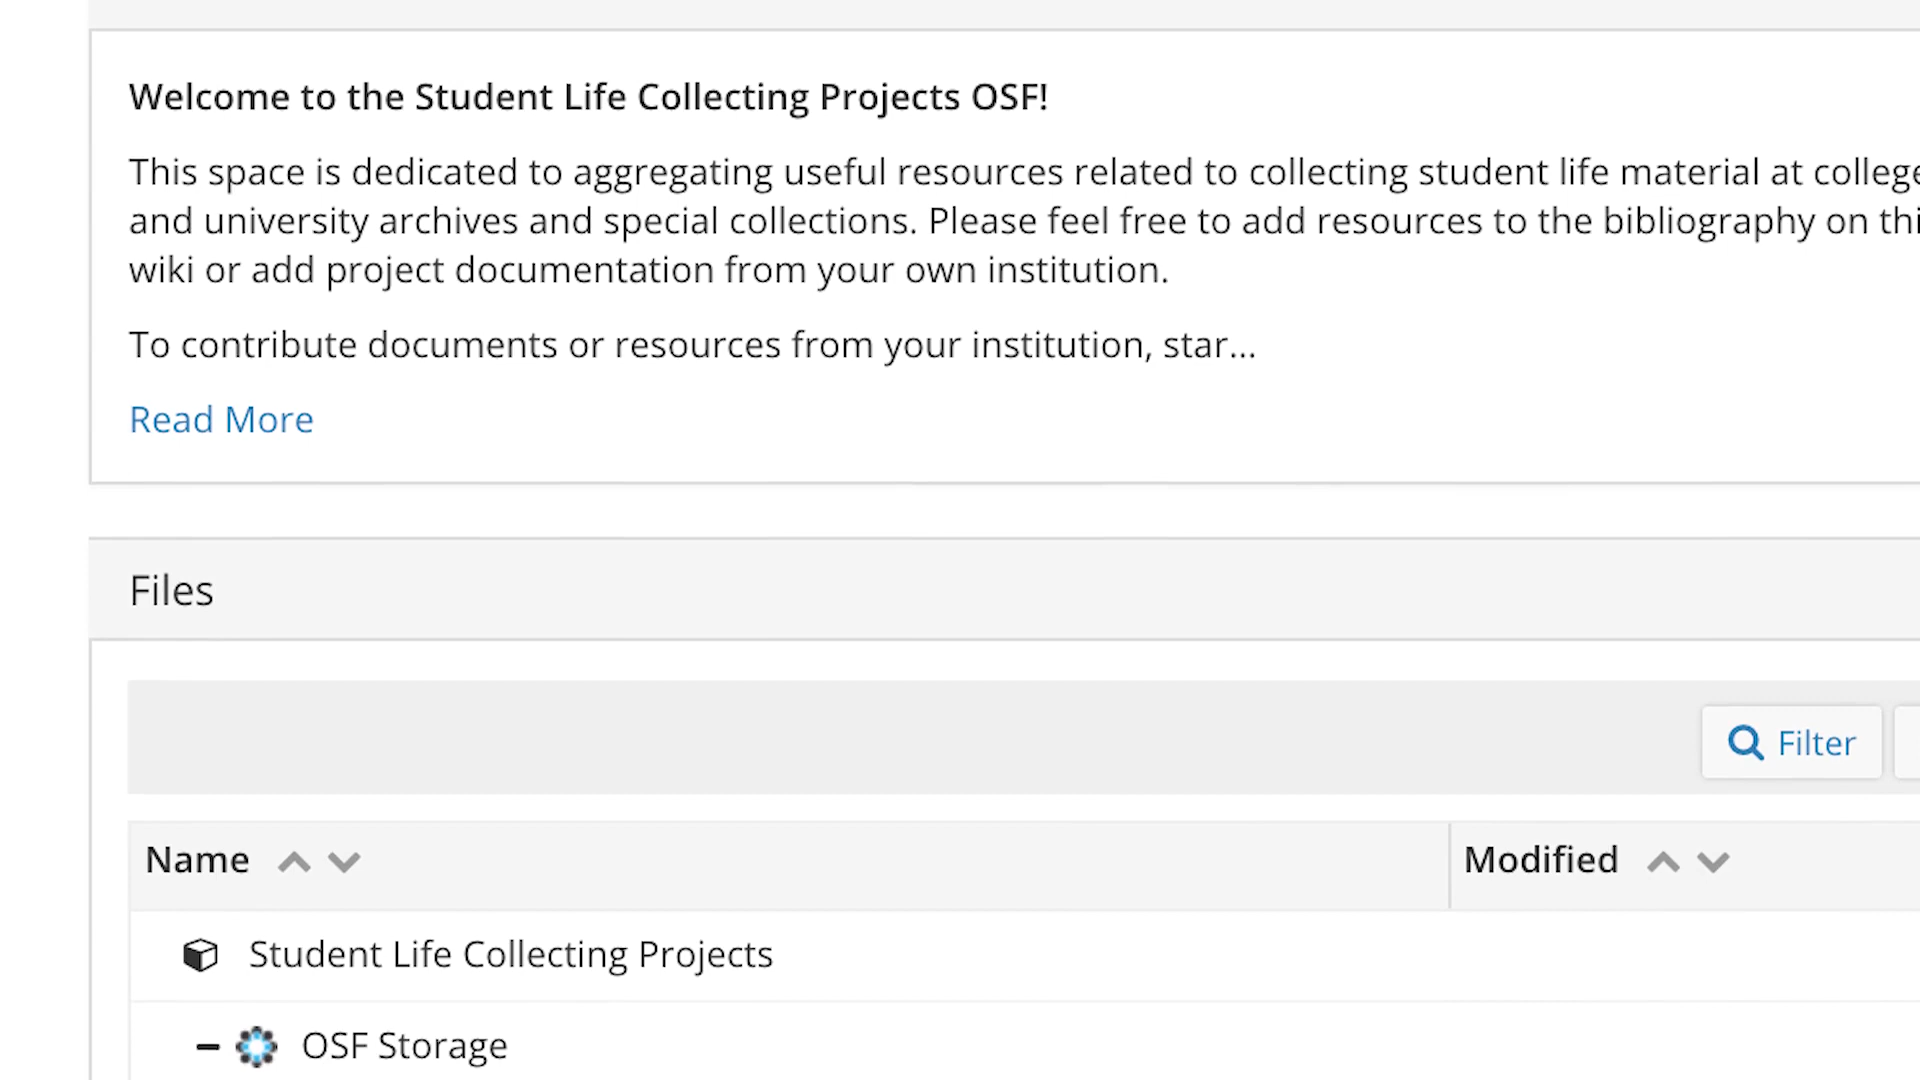 Welcome to the Student Life Collecting Projects OSF!
This space is dedicated to aggregating useful resources related to collecting student life material at college
and university archives and special collections. Please feel free to add resources to the bibliography on thi
wiki or add project documentation from your own institution.
To contribute documents or resources from your institution, star...
Read More
Files
Filter
Name Modified
Student Life Collecting Projects
OSF Storage